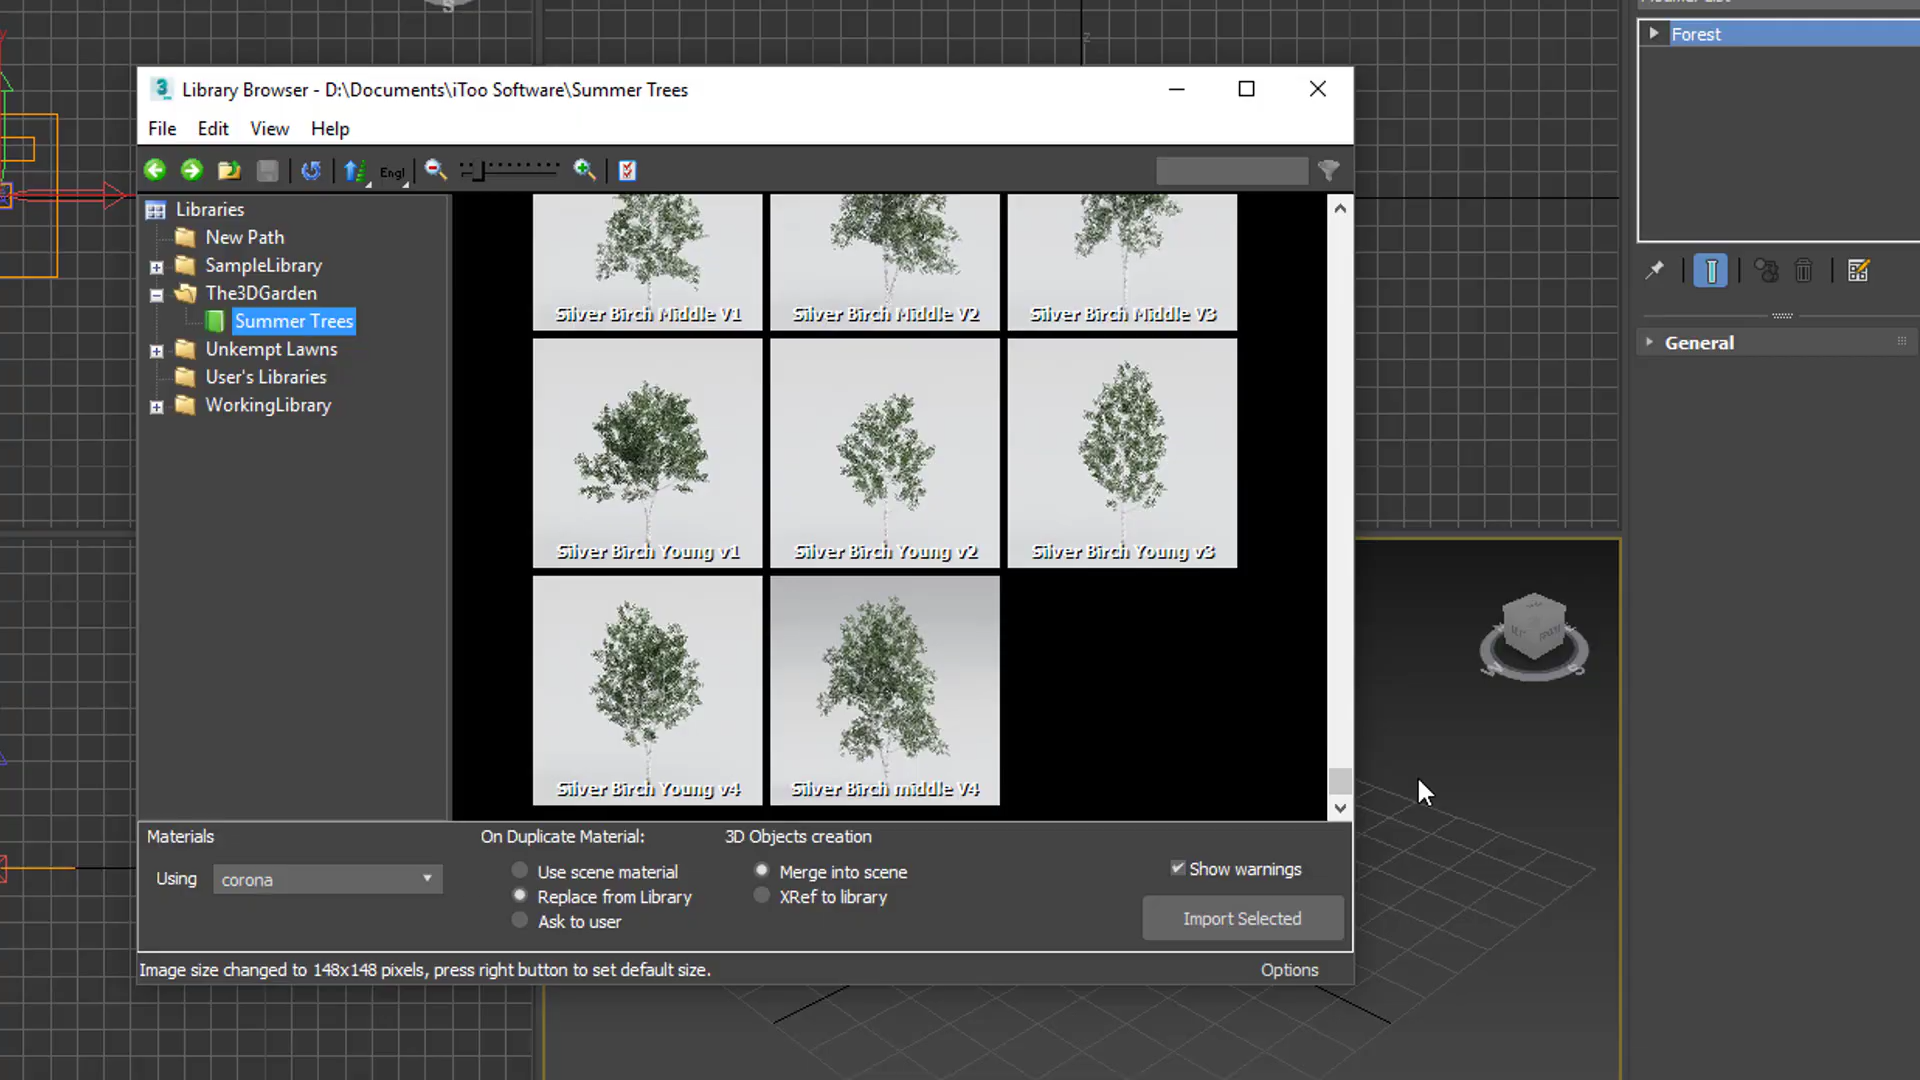 S
Forest
z
3
Library Browser - D:\Documents\iToo Software\Summer Trees
File Edit View Help
Engl
Libraries
New Path
SampleLibrary
The3DGarden
Summer Trees
Unkempt Lawns
User's Libraries
WorkingLibrary
Silver Birch Middle V1
Silver Birch Middle V2
Silver Birch Middle V3
Silver Birch Young v1
Silver Birch Young v2
Silver Birch Young v3
Silver Birch Young v4
Silver Birch middle V4
General
Materials
Using corona
On Duplicate Material:
Use scene material
Replace from Library
Ask to user
3D Objects creation
Merge into scene
XRef to library
Show warnings
Import Selected
Image size changed to 148x148 pixels, press right button to set default size.
Options